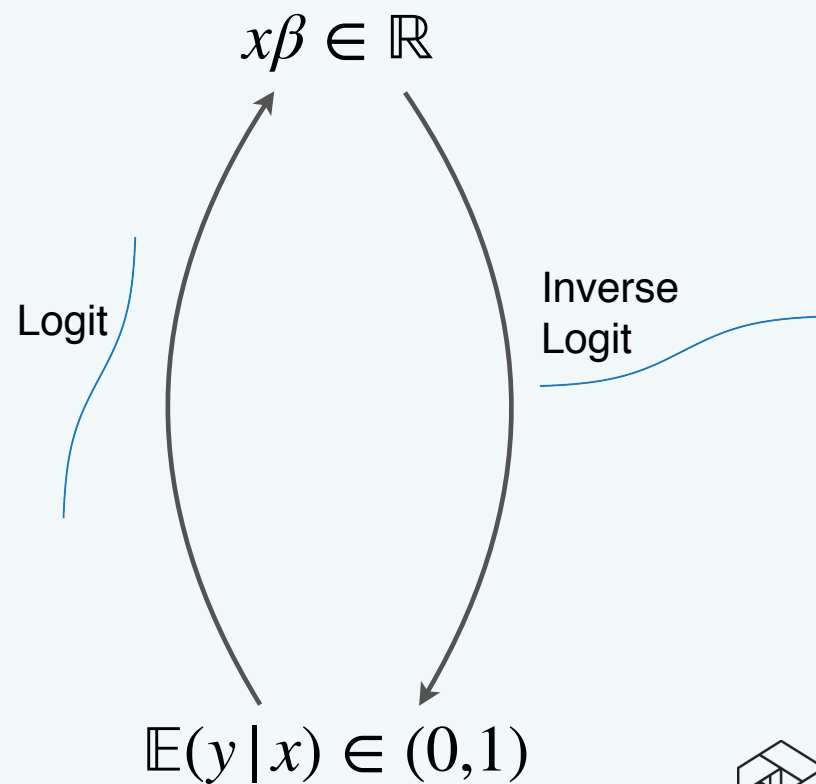 xβ ∈ ℝ
Logit
Inverse
Logit
𝔼(y|x) ∈ (0,1)